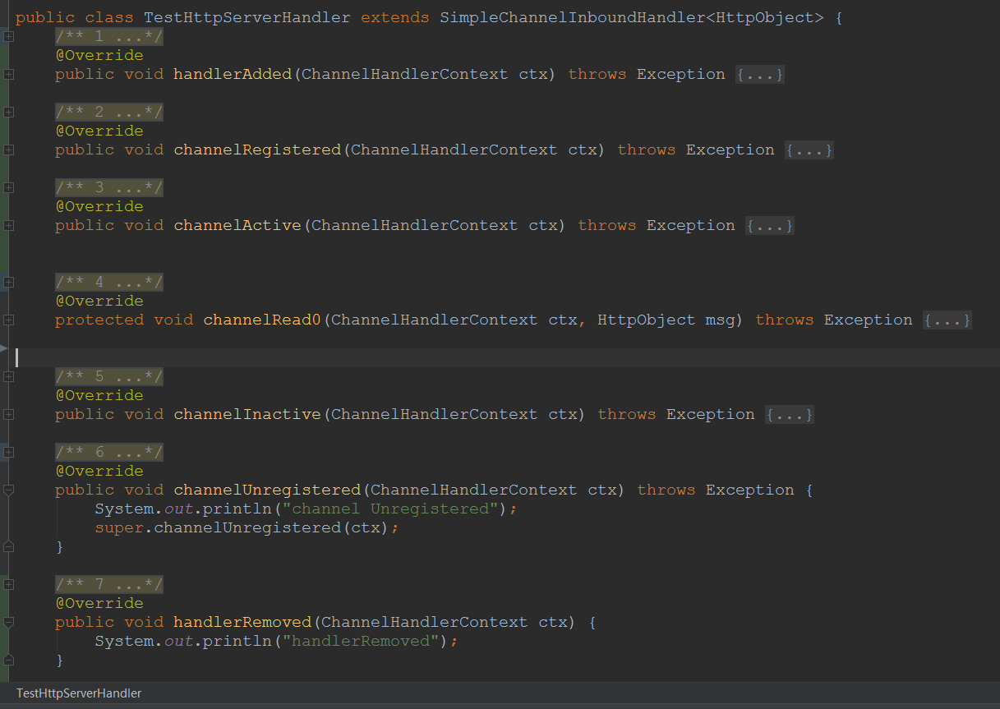 public class TestHttpServerHandler extends SimpleChannelInboundHandler<HttpObject> {
/** 1 ...*/
@Override
public void handlerAdded(ChannelHandlerContext ctx) throws Exception {...}
/** 2 ...*/
@Override
public void channelRegistered(ChannelHandlerContext ctx) throws Exception {...}
/** 3 ...*/
@Override
public void channelActive(ChannelHandlerContext ctx) throws Exception {...}
/** 4 ...*/
@Override
protected void channelRead0(ChannelHandlerContext ctx, HttpObject msg) throws Exception {...}
/** 5 ...*/
@Override
public void channelInactive(ChannelHandlerContext ctx) throws Exception {...}
/** 6 ...*/
@Override
public void channelUnregistered(ChannelHandlerContext ctx) throws Exception {
System.out.println("channel Unregistered");
super.channelUnregistered(ctx);
}
/** 7 ...*/
@Override
public void handlerRemoved(ChannelHandlerContext ctx) {
System.out.println("handlerRemoved");
}
TestHttpServerHandler